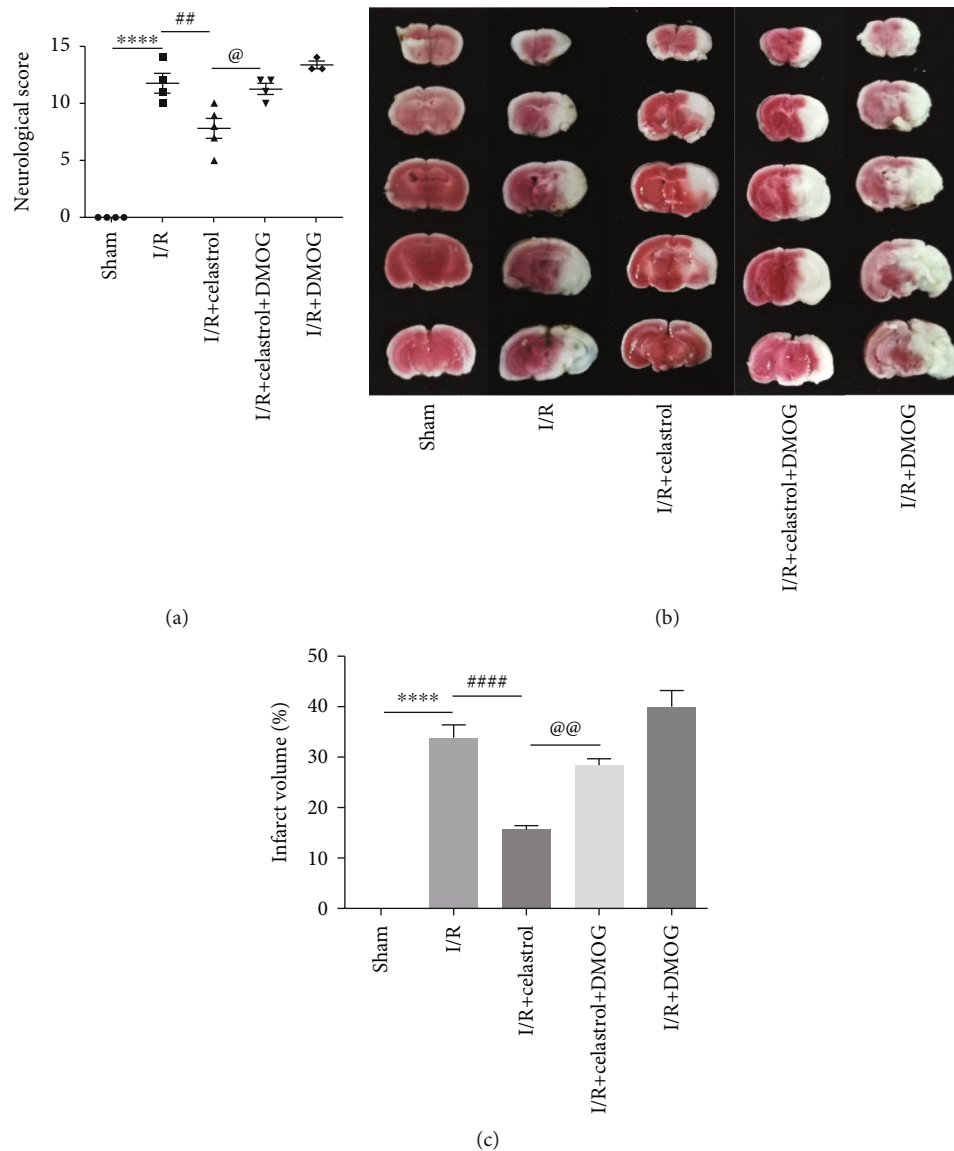 Neurological score
15
10
5
0
****
##
@
Sham
I/R
I/R+celastrol
I/R+celastrol+DMOG
I/R+DMOG
(a)
Sham
I/R
I/R+celastrol
I/R+celastrol+DMOG
I/R+DMOG
(b)
Infarct volume (%)
50
40
30
20
10
0
****
####
@@
Sham
I/R
I/R+celastrol
I/R+celastrol+DMOG
I/R+DMOG
(c)